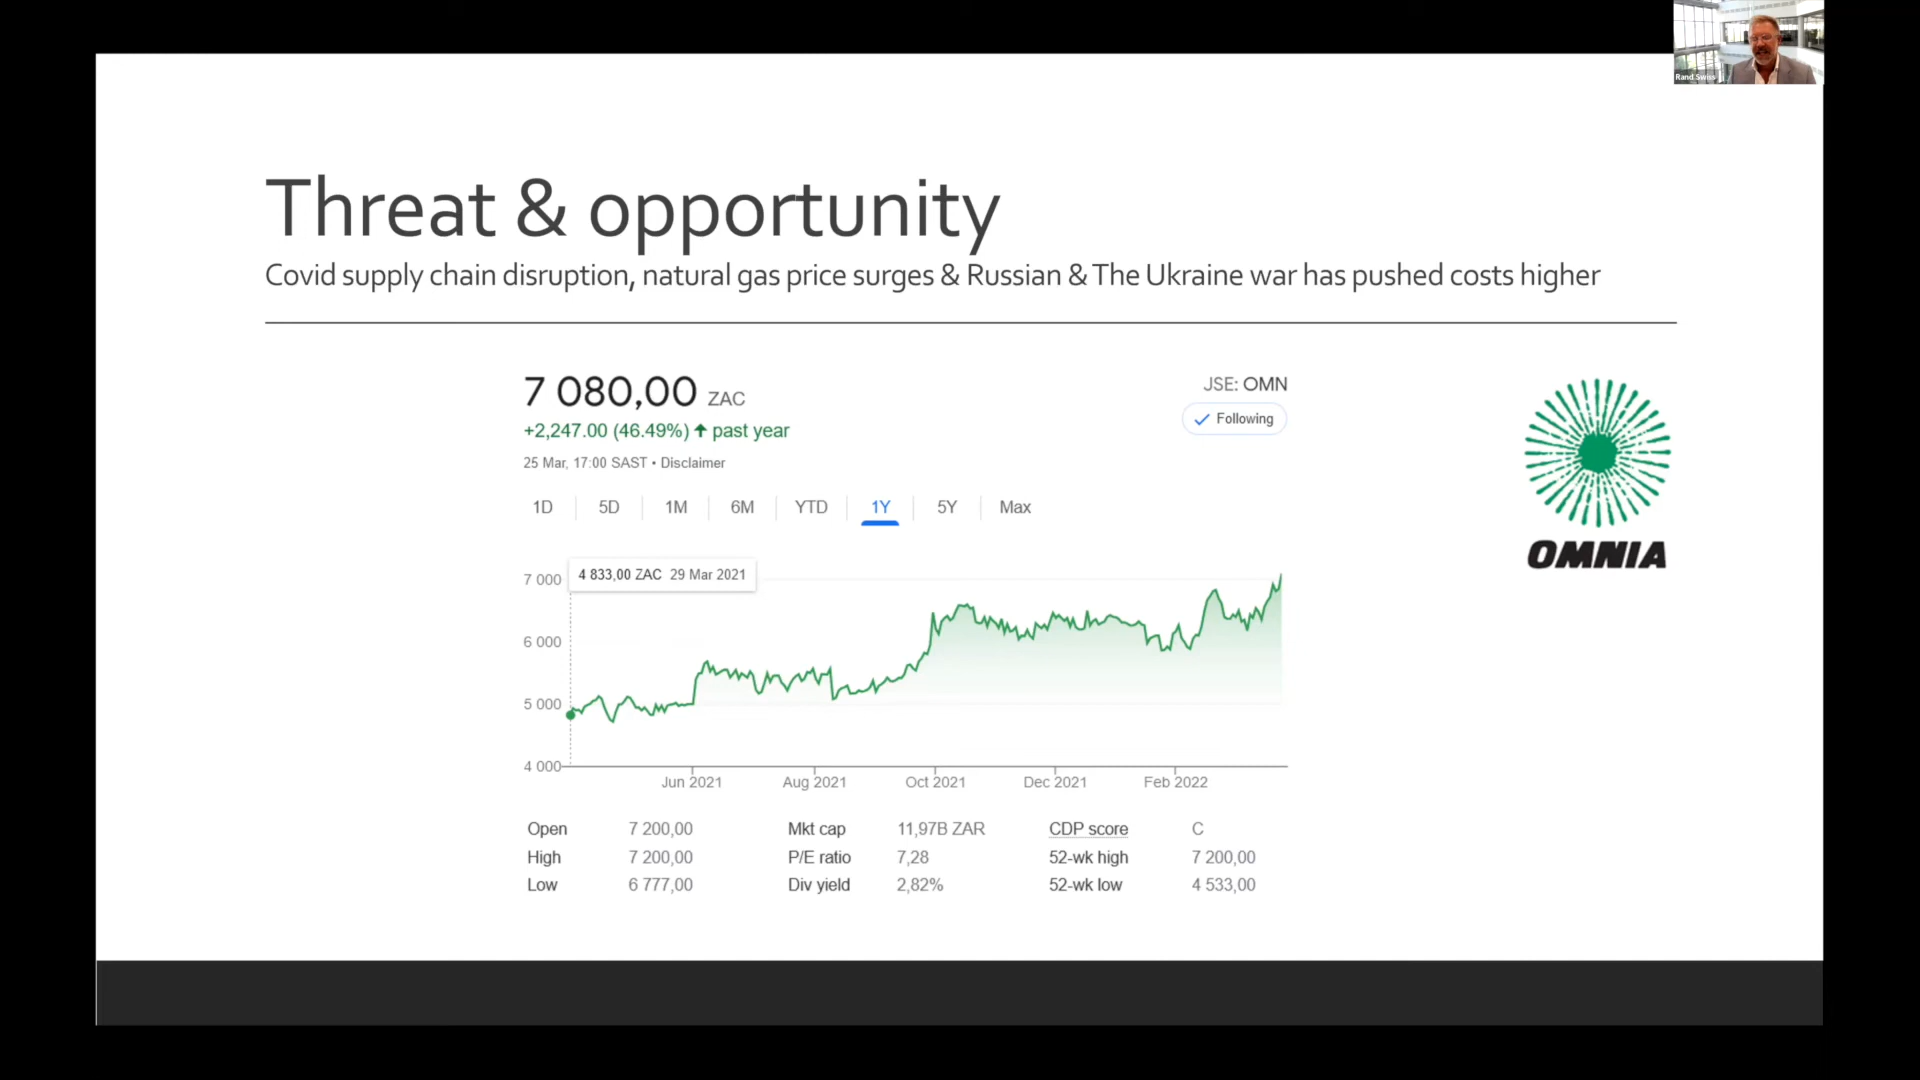 Rand Swiss
Threat & opportunity
Covid supply chain disruption, natural gas price surges & Russian & The Ukraine war has pushed costs higher
7 080,00 ZAC
JSE: OMN
+2,247.00 (46.49%) ↑ past year
Following
25 Mar, 17:00 SAST • Disclaimer
1D 5D 1M 6M YTD 1Y 5Y Max
7 000
4 833,00 ZAC 29 Mar 2021
6 000
5 000
4 000
Jun 2021 Aug 2021 Oct 2021 Dec 2021 Feb 2022
OMNIA
Open 7 200,00 Mkt cap 11,97B ZAR CDP score C
High 7 200,00 P/E ratio 7,28 52-wk high 7 200,00
Low 6 777,00 Div yield 2,82% 52-wk low 4 533,00